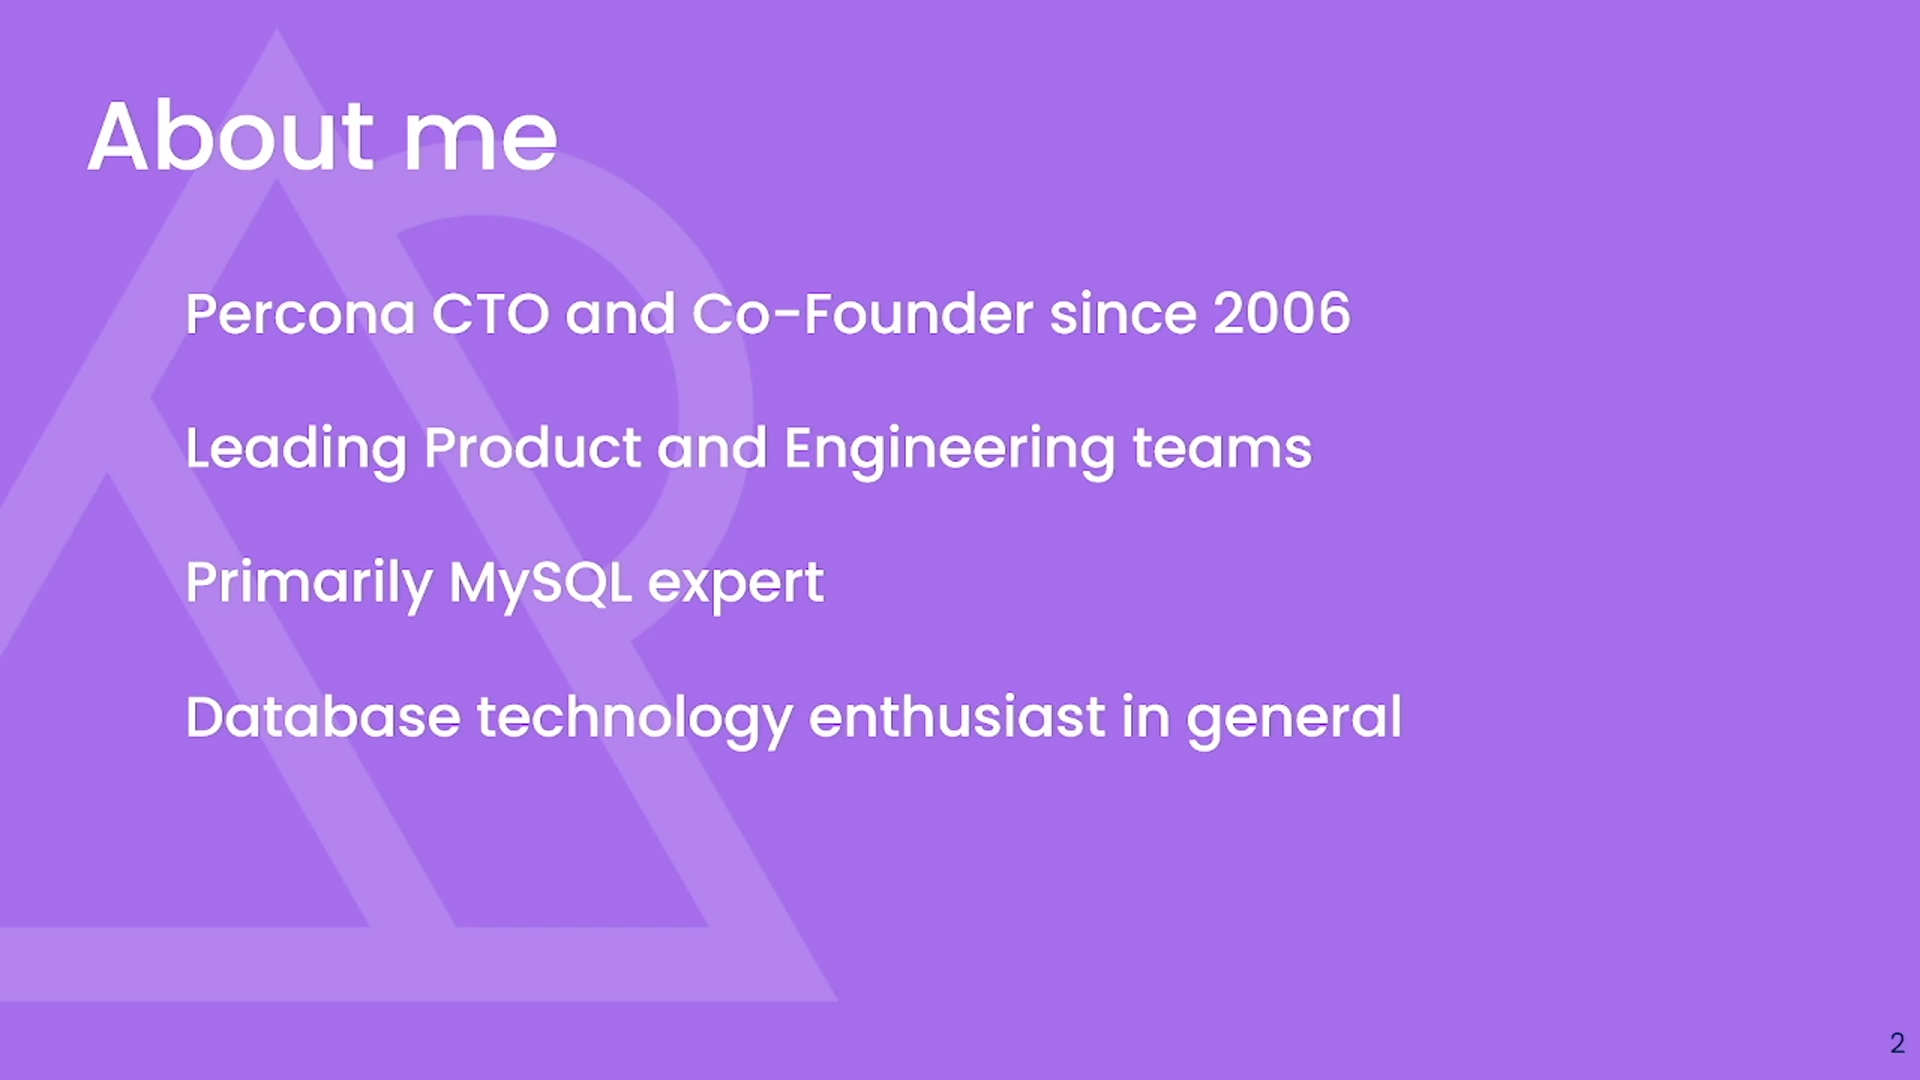 About me
Percona CTO and Co-Founder since 2006
Leading Product and Engineering teams
Primarily MySQL expert
Database technology enthusiast in general
2